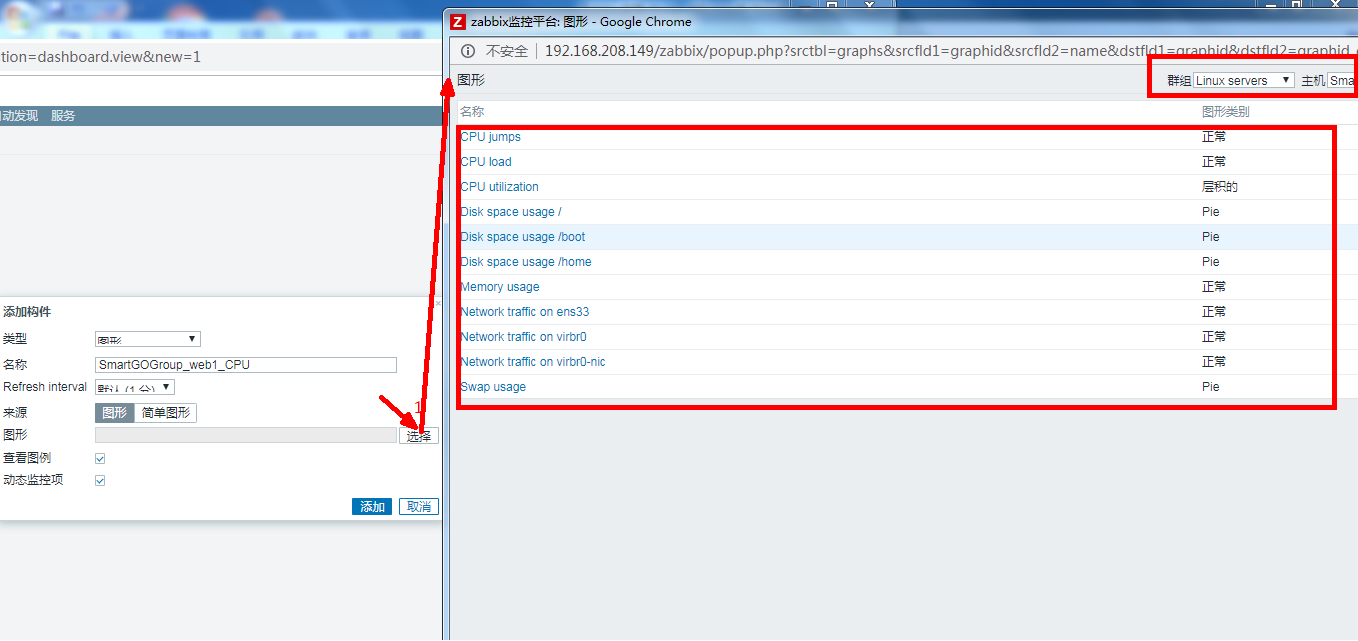 zabbix监控平台: 图形 - Google Chrome
tion=dashboard.view&new=1
不安全 192.168.208.149/zabbix/popup.php?srctbl=graphs&srcfld1=graphid&srcfld2=name&dstfld1=graphid&dstfld2=graphid
图形
群组 Linux servers 主机 Sma
动发现 服务
名称 图形类别
CPU jumps 正常
CPU load 正常
CPU utilization 层积的
Disk space usage / Pie
Disk space usage /boot Pie
Disk space usage /home Pie
Memory usage 正常
Network traffic on ens33 正常
Network traffic on virbr0 正常
Network traffic on virbr0-nic 正常
Swap usage Pie
添加构件
类型 图形
名称 SmartGOGroup_web1_CPU
Refresh interval 默认 (1 分)
来源 图形 简单图形
1
图形 选择
查看图例
动态监控项
添加 取消